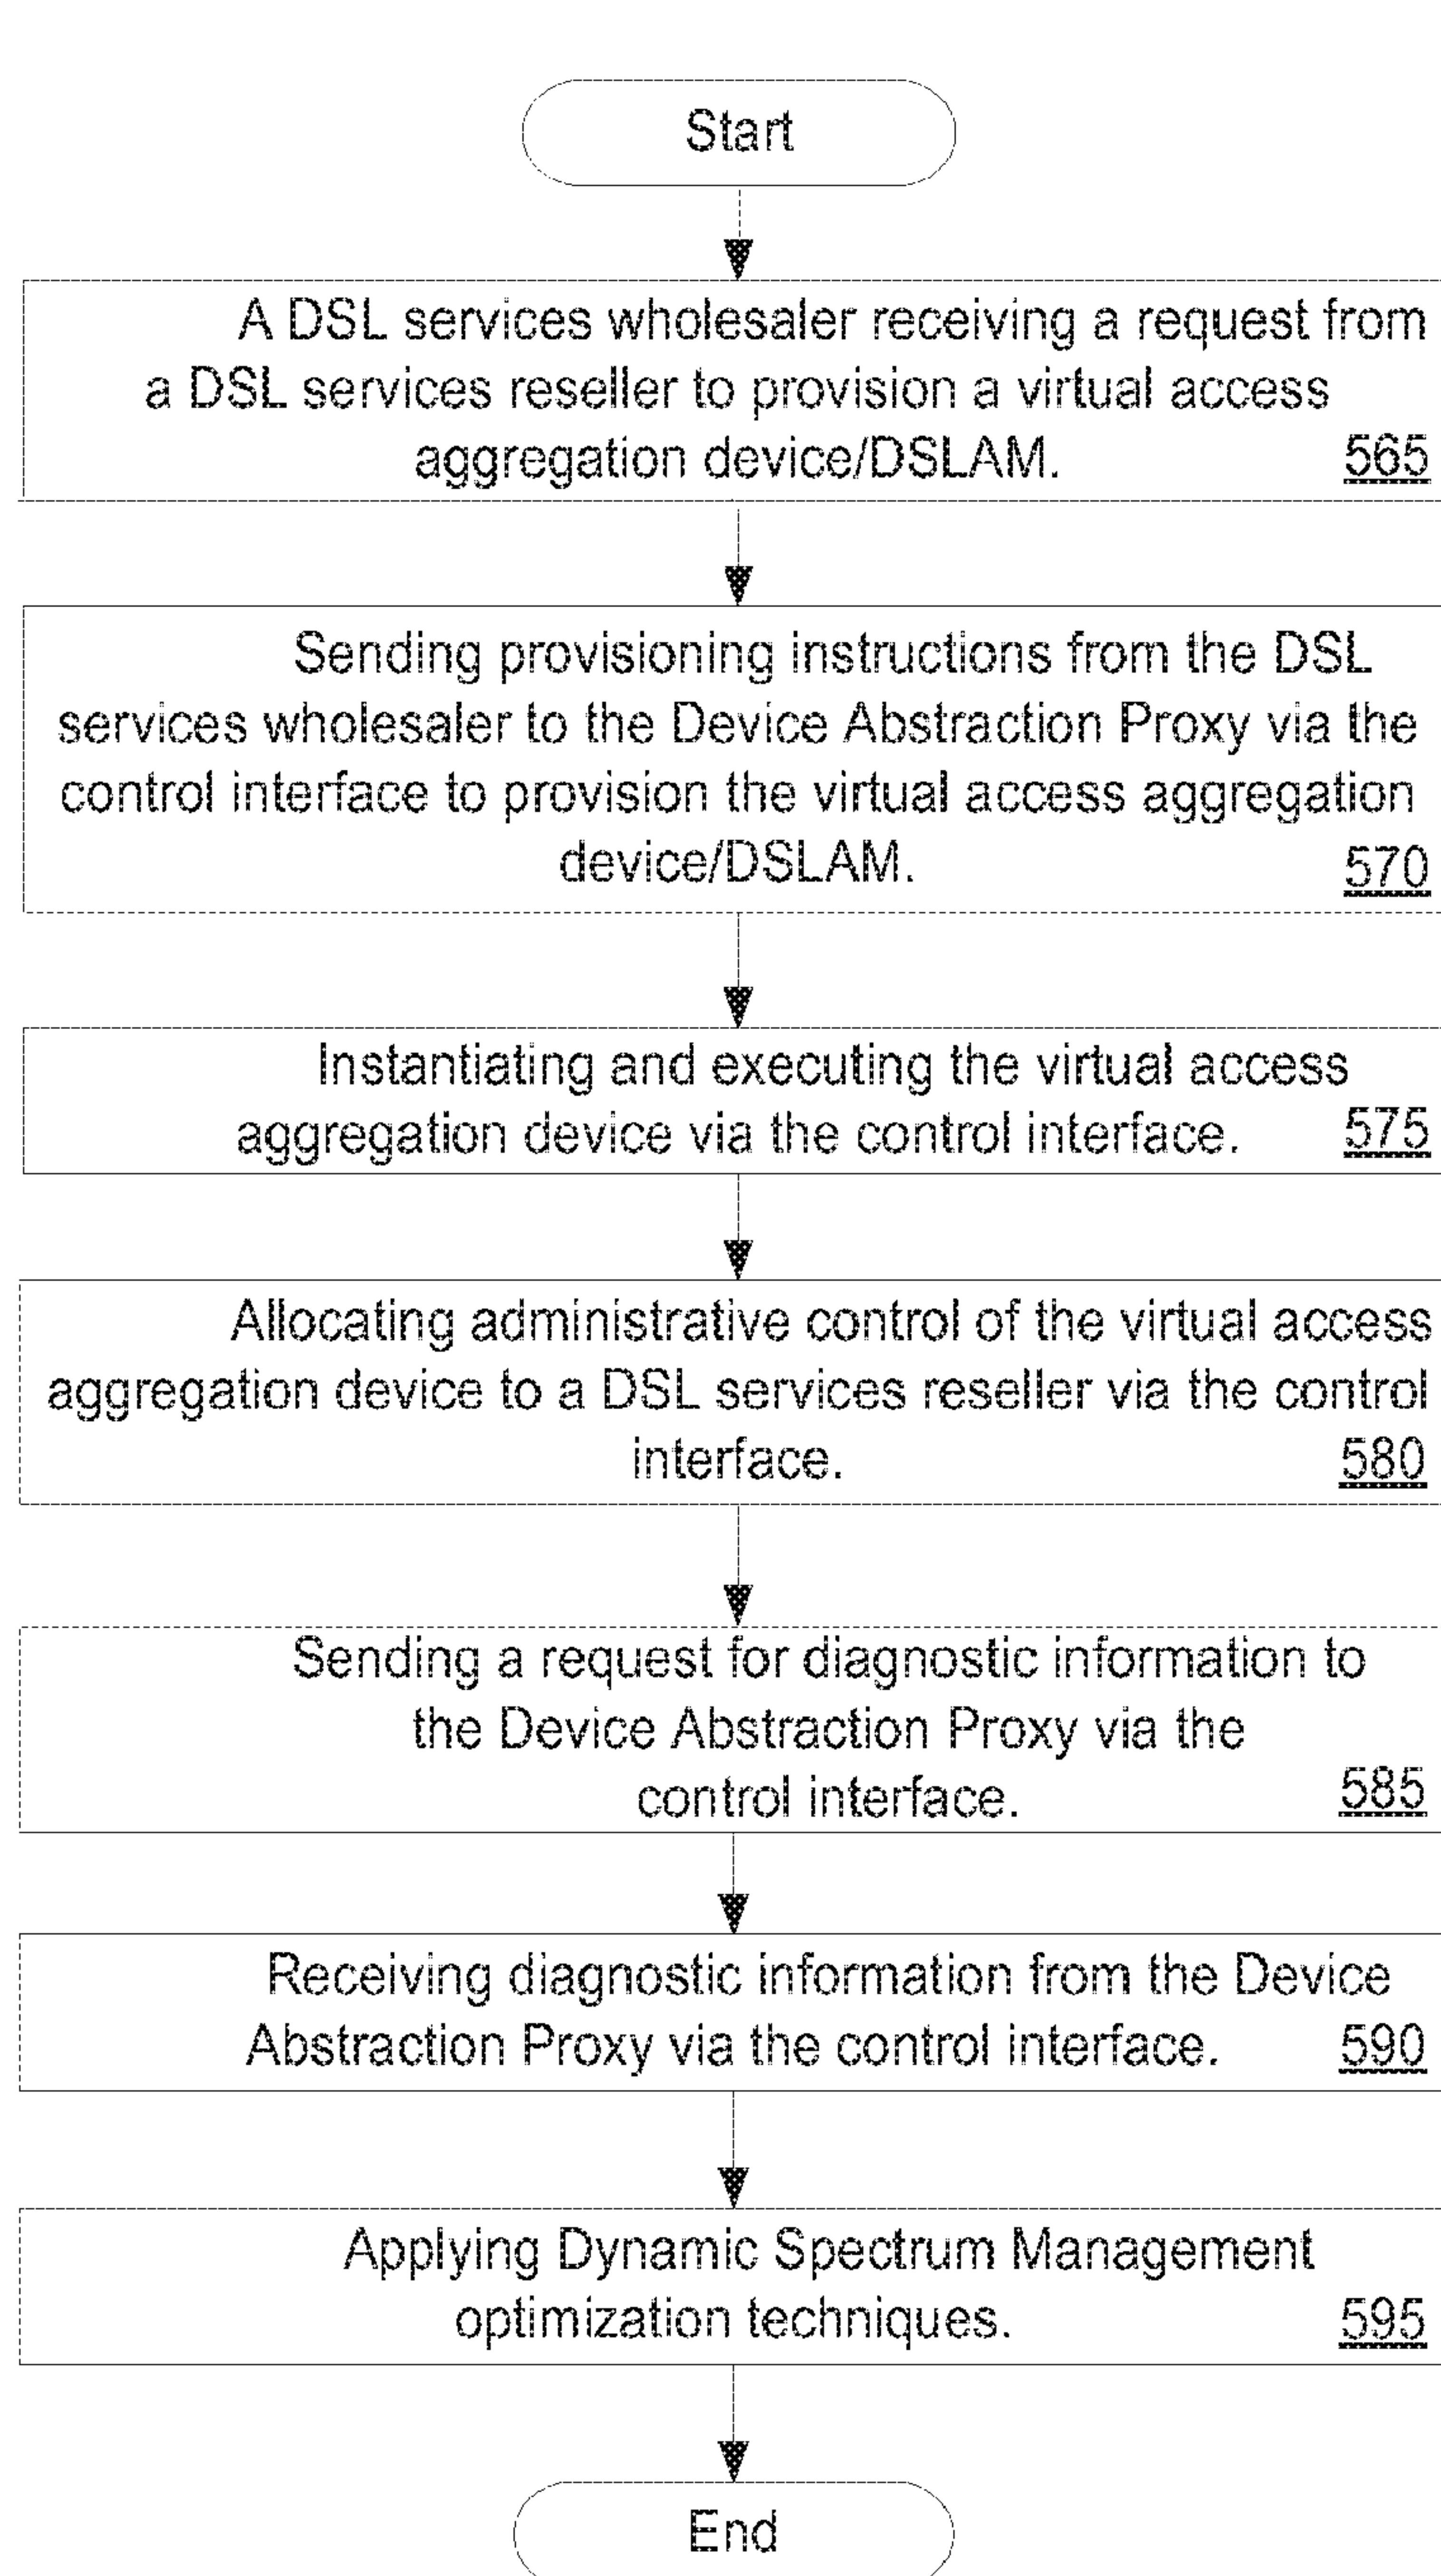 Start
A DSL services wholesaler receiving a request from
a DSL services reseller to provision a virtual access
aggregation device/DSLAM. 565
Sending provisioning instructions from the DSL
services wholesaler to the Device Abstraction Proxy via the
control interface to provision the virtual access aggregation
device/DSLAM. 570
Instantiating and executing the virtual access
aggregation device via the control interface. 575
Allocating administrative control of the virtual access
aggregation device to a DSL services reseller via the control
interface. 580
Sending a request for diagnostic information to
the Device Abstraction Proxy via the
control interface. 585
Receiving diagnostic information from the Device
Abstraction Proxy via the control interface. 590
Applying Dynamic Spectrum Management
optimization techniques. 595
End